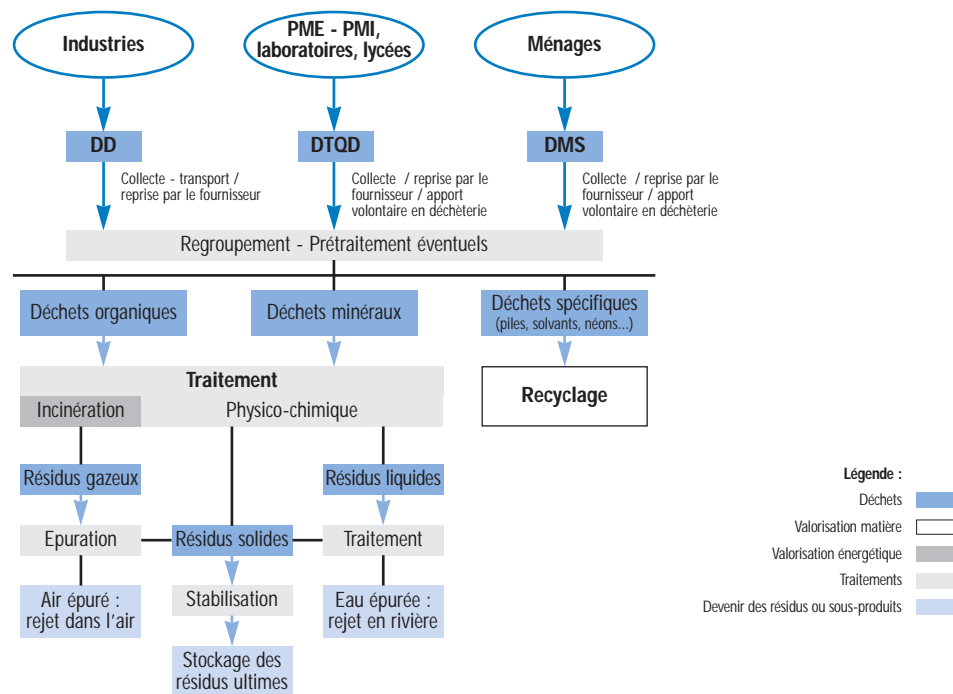 Industries
PME - PMI,
laboratoires, lycées
Ménages
DD
DTQD
DMS
Collecte - transport /
reprise par le fournisseur
Collecte / reprise par le
fournisseur / apport
volontaire en déchèterie
Collecte / reprise par le
fournisseur / apport
volontaire en déchèterie
Regroupement - Prétraitement éventuels
Déchets organiques
Déchets minéraux
Déchets spécifiques
(piles, solvants, néons...)
Traitement
Incinération
Physico-chimique
Recyclage
Résidus gazeux
Résidus liquides
Epuration
Résidus solides
Traitement
Air épuré :
rejet dans l'air
Stabilisation
Eau épurée :
rejet en rivière
Stockage des
résidus ultimes
Légende :
Déchets
Valorisation matière
Valorisation énergétique
Traitements
Devenir des résidus ou sous-produits